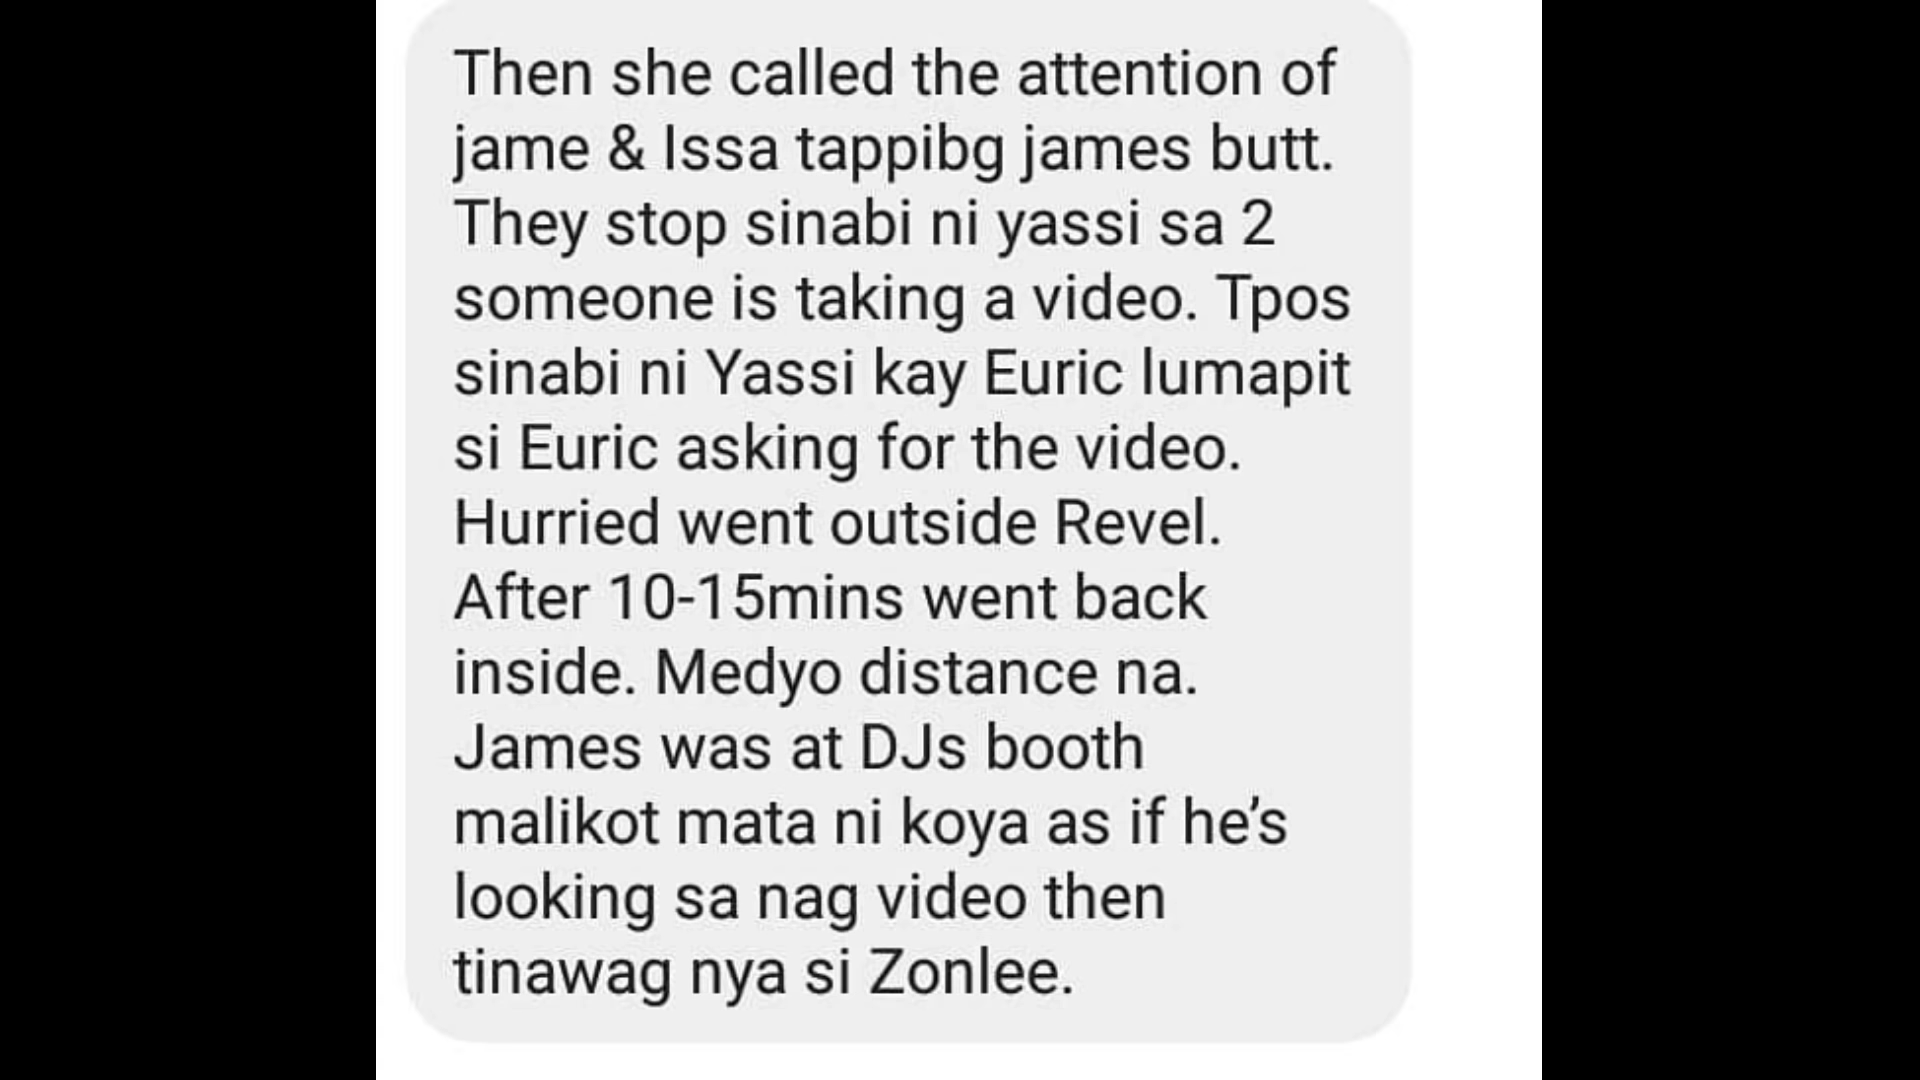 Then she called the attention of
jame & Issa tappibg james butt.
They stop sinabi ni yassi sa 2
someone is taking a video. Tpos
sinabi ni Yassi kay Euric lumapit
si Euric asking for the video.
Hurried went outside Revel.
After 10-15mins went back
inside. Medyo distance na.
James was at DJs booth
malikot mata ni koya as if he’s
looking sa nag video then
tinawag nya si Zonlee.